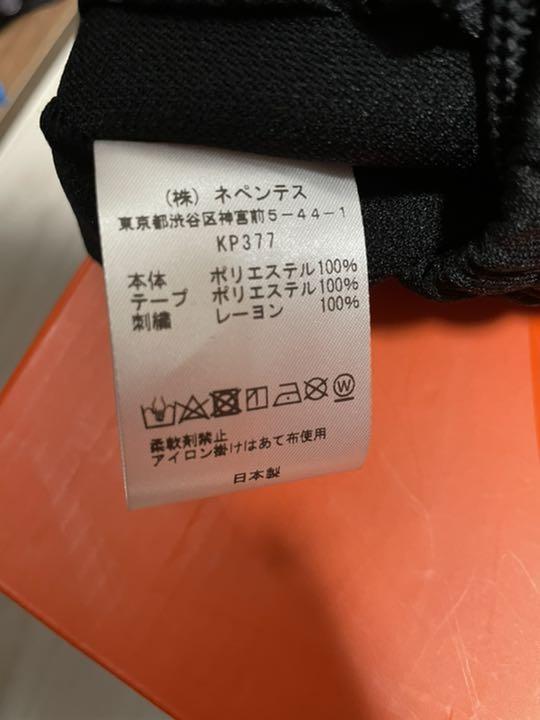 （株）ネペンテス
東京都渋谷区神宮前５−４４−１
KP377
本体 ポリエステル100%
テープ ポリエステル100%
刺繍 レーヨン 100%
柔軟剤禁止
アイロン掛けはあて布使用
日本製